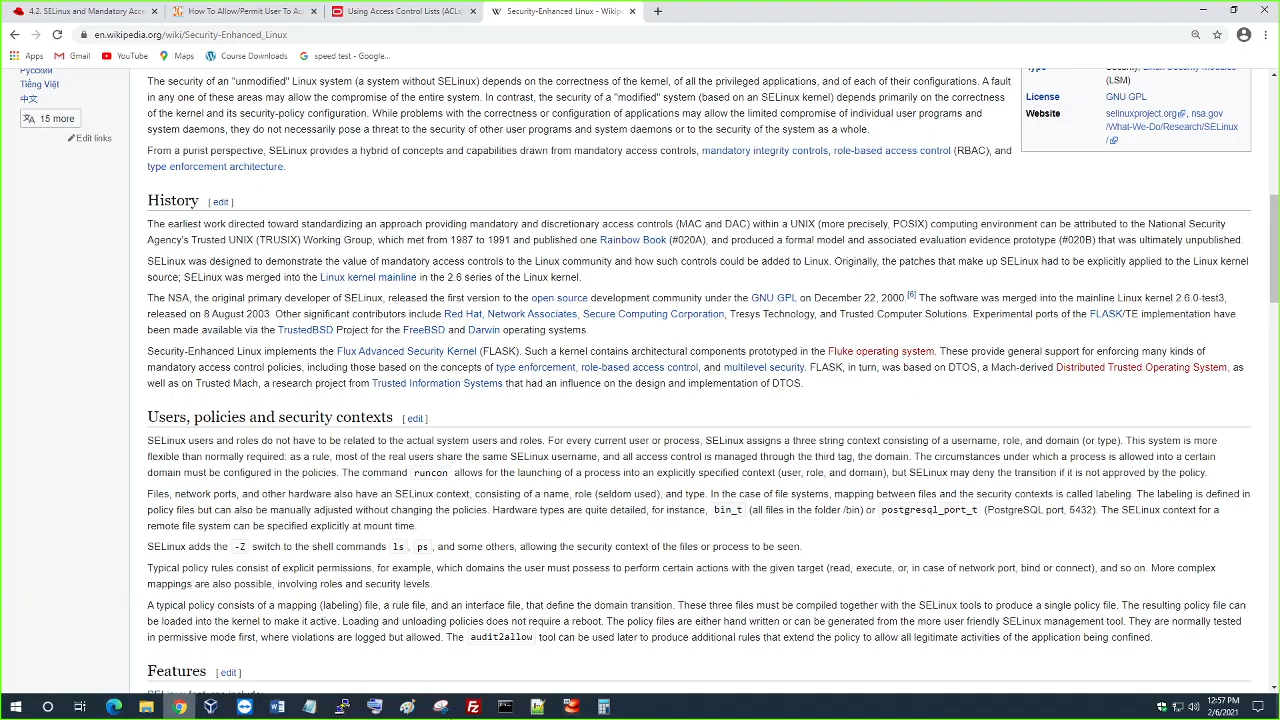 4.2. SELinux and Mandatory Acce
How To Allow/Permit User To Ac
Using Access Control Lists (ACLs)
Security-Enhanced Linux - Wikip
en.wikipedia.org/wiki/Security-Enhanced_Linux
Apps Gmail YouTube Maps Course Downloads speed test - Google...
Русский
Tiếng Việt
中文
15 more
Edit links
The security of an "unmodified" Linux system (a system without SELinux) depends on the correctness of the kernel, of all the privileged applications, and of each of their configurations. A fault
in any one of these areas may allow the compromise of the entire system. In contrast, the security of a "modified" system (based on an SELinux kernel) depends primarily on the correctness
of the kernel and its security-policy configuration. While problems with the correctness or configuration of applications may allow the limited compromise of individual user programs and
system daemons, they do not necessarily pose a threat to the security of other user programs and system daemons or to the security of the system as a whole.
From a purist perspective, SELinux provides a hybrid of concepts and capabilities drawn from mandatory access controls, mandatory integrity controls, role-based access control (RBAC), and
type enforcement architecture.
Type Security, Linux Security Modules
(LSM)
License GNU GPL
Website selinuxproject.org, nsa.gov
/What-We-Do/Research/SELinux
/
History [ edit ]
The earliest work directed toward standardizing an approach providing mandatory and discretionary access controls (MAC and DAC) within a UNIX (more precisely, POSIX) computing environment can be attributed to the National Security
Agency's Trusted UNIX (TRUSIX) Working Group, which met from 1987 to 1991 and published one Rainbow Book (#020A), and produced a formal model and associated evaluation evidence prototype (#020B) that was ultimately unpublished.
SELinux was designed to demonstrate the value of mandatory access controls to the Linux community and how such controls could be added to Linux. Originally, the patches that make up SELinux had to be explicitly applied to the Linux kernel
source; SELinux was merged into the Linux kernel mainline in the 2.6 series of the Linux kernel.
The NSA, the original primary developer of SELinux, released the first version to the open source development community under the GNU GPL on December 22, 2000.[6] The software was merged into the mainline Linux kernel 2.6.0-test3,
released on 8 August 2003. Other significant contributors include Red Hat, Network Associates, Secure Computing Corporation, Tresys Technology, and Trusted Computer Solutions. Experimental ports of the FLASK/TE implementation have
been made available via the TrustedBSD Project for the FreeBSD and Darwin operating systems.
Security-Enhanced Linux implements the Flux Advanced Security Kernel (FLASK). Such a kernel contains architectural components prototyped in the Fluke operating system. These provide general support for enforcing many kinds of
mandatory access control policies, including those based on the concepts of type enforcement, role-based access control, and multilevel security. FLASK, in turn, was based on DTOS, a Mach-derived Distributed Trusted Operating System, as
well as on Trusted Mach, a research project from Trusted Information Systems that had an influence on the design and implementation of DTOS.
Users, policies and security contexts [ edit ]
SELinux users and roles do not have to be related to the actual system users and roles. For every current user or process, SELinux assigns a three string context consisting of a username, role, and domain (or type). This system is more
flexible than normally required: as a rule, most of the real users share the same SELinux username, and all access control is managed through the third tag, the domain. The circumstances under which a process is allowed into a certain
domain must be configured in the policies. The command runcon allows for the launching of a process into an explicitly specified context (user, role, and domain), but SELinux may deny the transition if it is not approved by the policy.
Files, network ports, and other hardware also have an SELinux context, consisting of a name, role (seldom used), and type. In the case of file systems, mapping between files and the security contexts is called labeling. The labeling is defined in
policy files but can also be manually adjusted without changing the policies. Hardware types are quite detailed, for instance, bin_t (all files in the folder /bin) or postgresql_port_t (PostgreSQL port, 5432). The SELinux context for a
remote file system can be specified explicitly at mount time.
SELinux adds the -Z switch to the shell commands ls, ps, and some others, allowing the security context of the files or process to be seen.
Typical policy rules consist of explicit permissions, for example, which domains the user must possess to perform certain actions with the given target (read, execute, or, in case of network port, bind or connect), and so on. More complex
mappings are also possible, involving roles and security levels.
A typical policy consists of a mapping (labeling) file, a rule file, and an interface file, that define the domain transition. These three files must be compiled together with the SELinux tools to produce a single policy file. The resulting policy file can
be loaded into the kernel to make it active. Loading and unloading policies does not require a reboot. The policy files are either hand written or can be generated from the more user friendly SELinux management tool. They are normally tested
in permissive mode first, where violations are logged but allowed. The audit2allow tool can be used later to produce additional rules that extend the policy to allow all legitimate activities of the application being confined.
Features [ edit ]
SELinux features include:
12:57 PM
2/6/2021